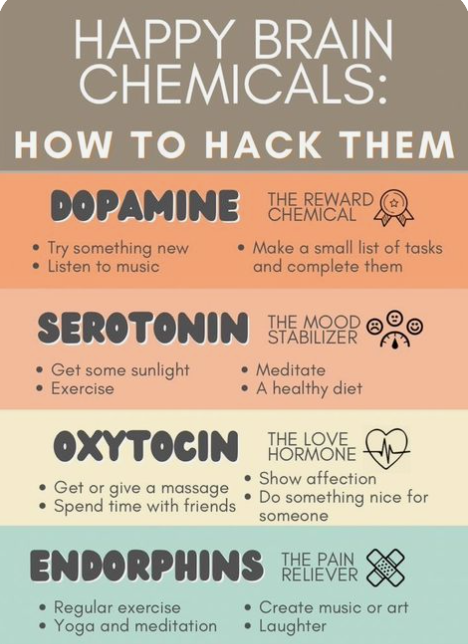 HAPPY BRAIN
CHEMICALS:
HOW TO HACK THEM
DOPAMINE
THE REWARD
CHEMICAL
• Try something new
• Listen to music
• Make a small list of tasks
and complete them
SEROTONIN
THE MOOD
STABILIZER
• Get some sunlight
• Exercise
• Meditate
• A healthy diet
OXYTOCIN
THE LOVE
HORMONE
• Get or give a massage
• Spend time with friends
• Show affection
• Do something nice for
someone
ENDORPHINS
THE PAIN
RELIEVER
• Regular exercise
• Yoga and meditation
• Create music or art
• Laughter